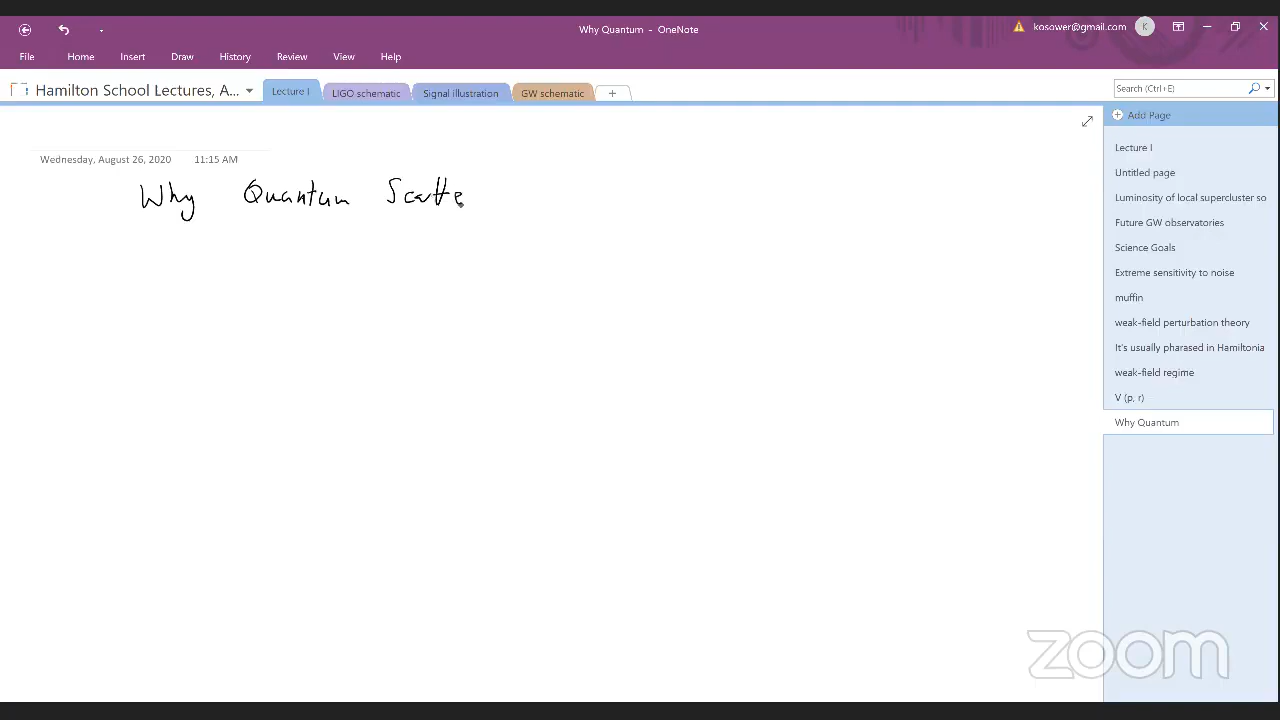 Why Quantum - OneNote
kosower@gmail.com
K
File
Home
Insert
Draw
History
Review
View
Help
Hamilton School Lectures, A...
Lecture I
LIGO schematic
Signal illustration
GW schematic
+
Search (Ctrl+E)
Add Page
Wednesday, August 26, 2020
11:15 AM
Why Quantum Scatte
Lecture I
Untitled page
Luminosity of local supercluster so
Future GW observatories
Science Goals
Extreme sensitivity to noise
muffin
weak-field perturbation theory
It's usually pharased in Hamiltonia
weak-field regime
V (p, r)
Why Quantum
zoom